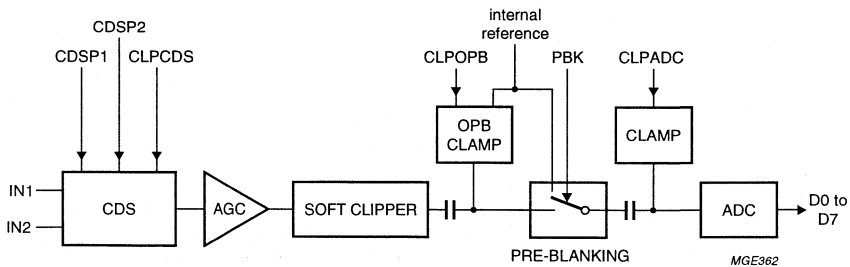 CDSP2
CDSP1
CLPCDS
internal
reference
CLPOPB
PBK
CLPADC
OPB
CLAMP
CLAMP
IN1
IN2
CDS
AGC
SOFT CLIPPER
ADC
D0 to
D7
PRE-BLANKING
MGE362